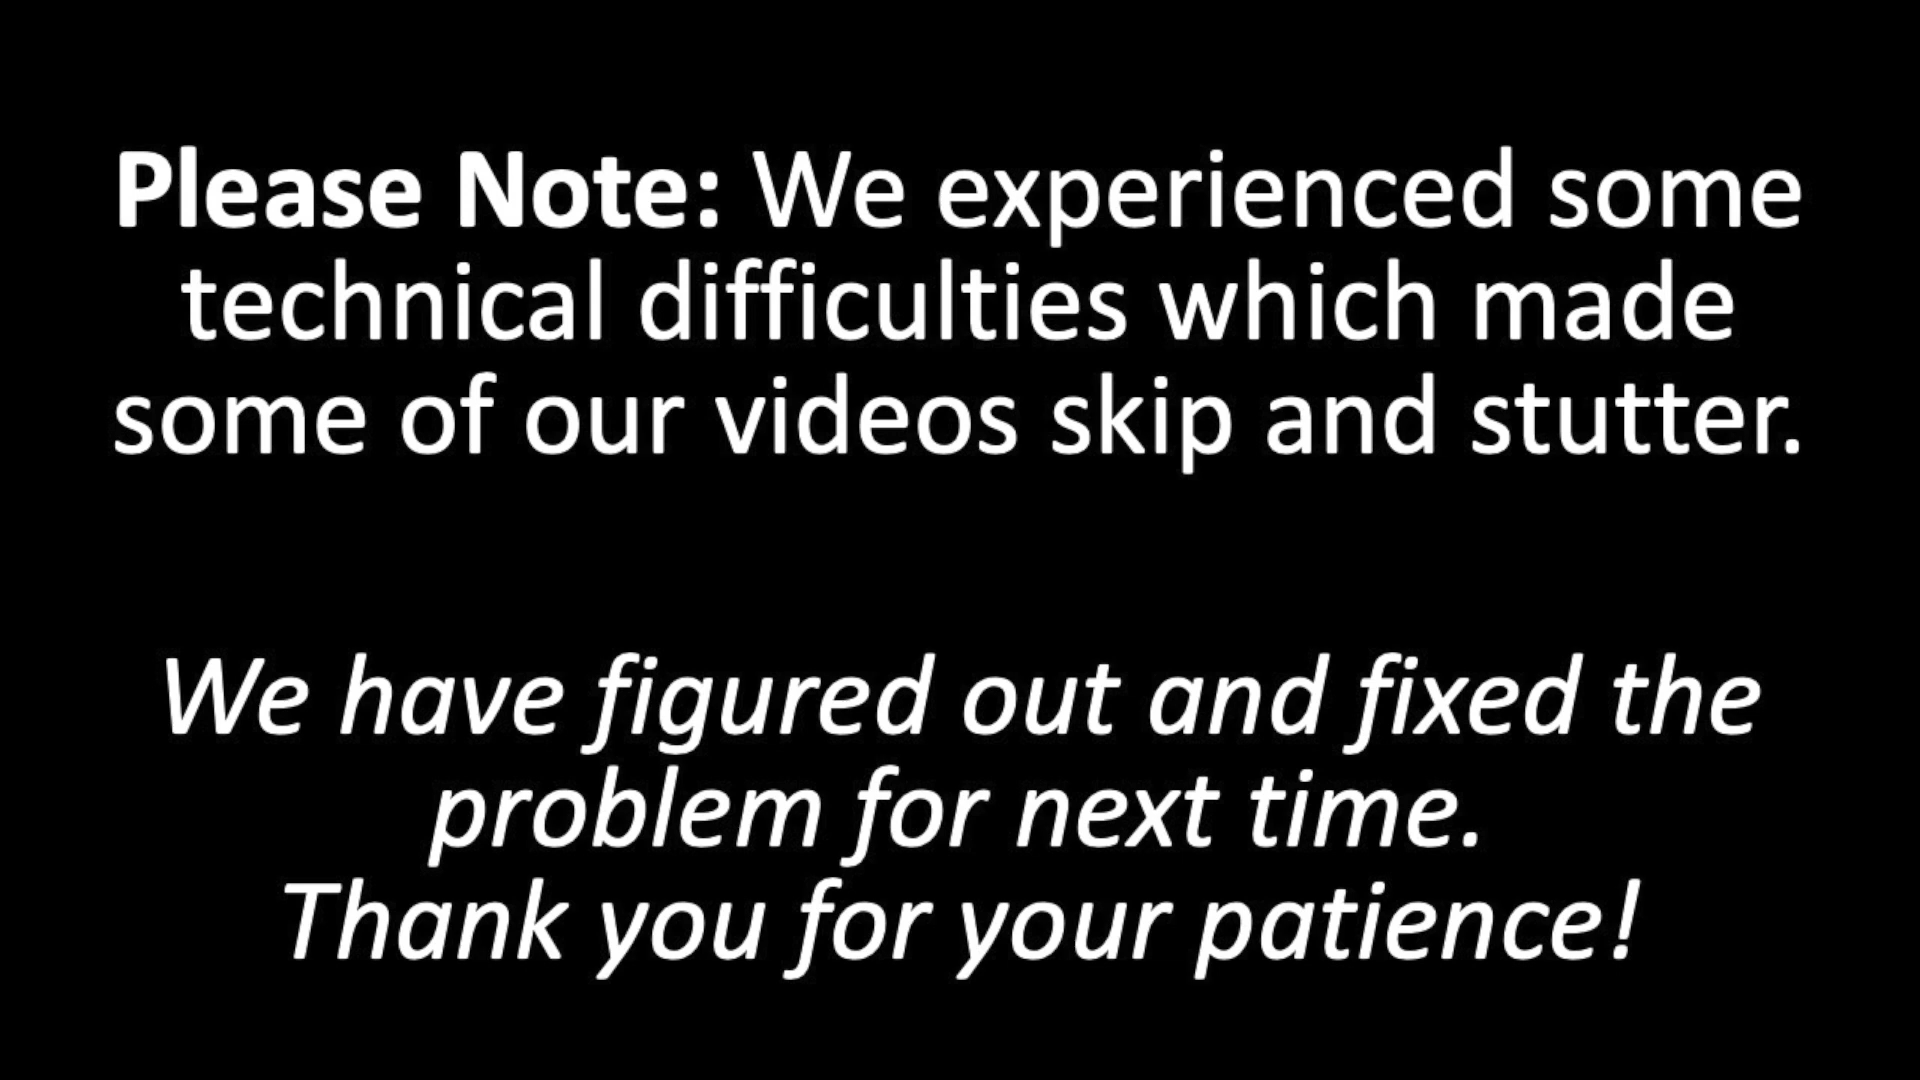 Please Note: We experienced some
technical difficulties which made
some of our videos skip and stutter.
We have figured out and fixed the
problem for next time.
Thank you for your patience!